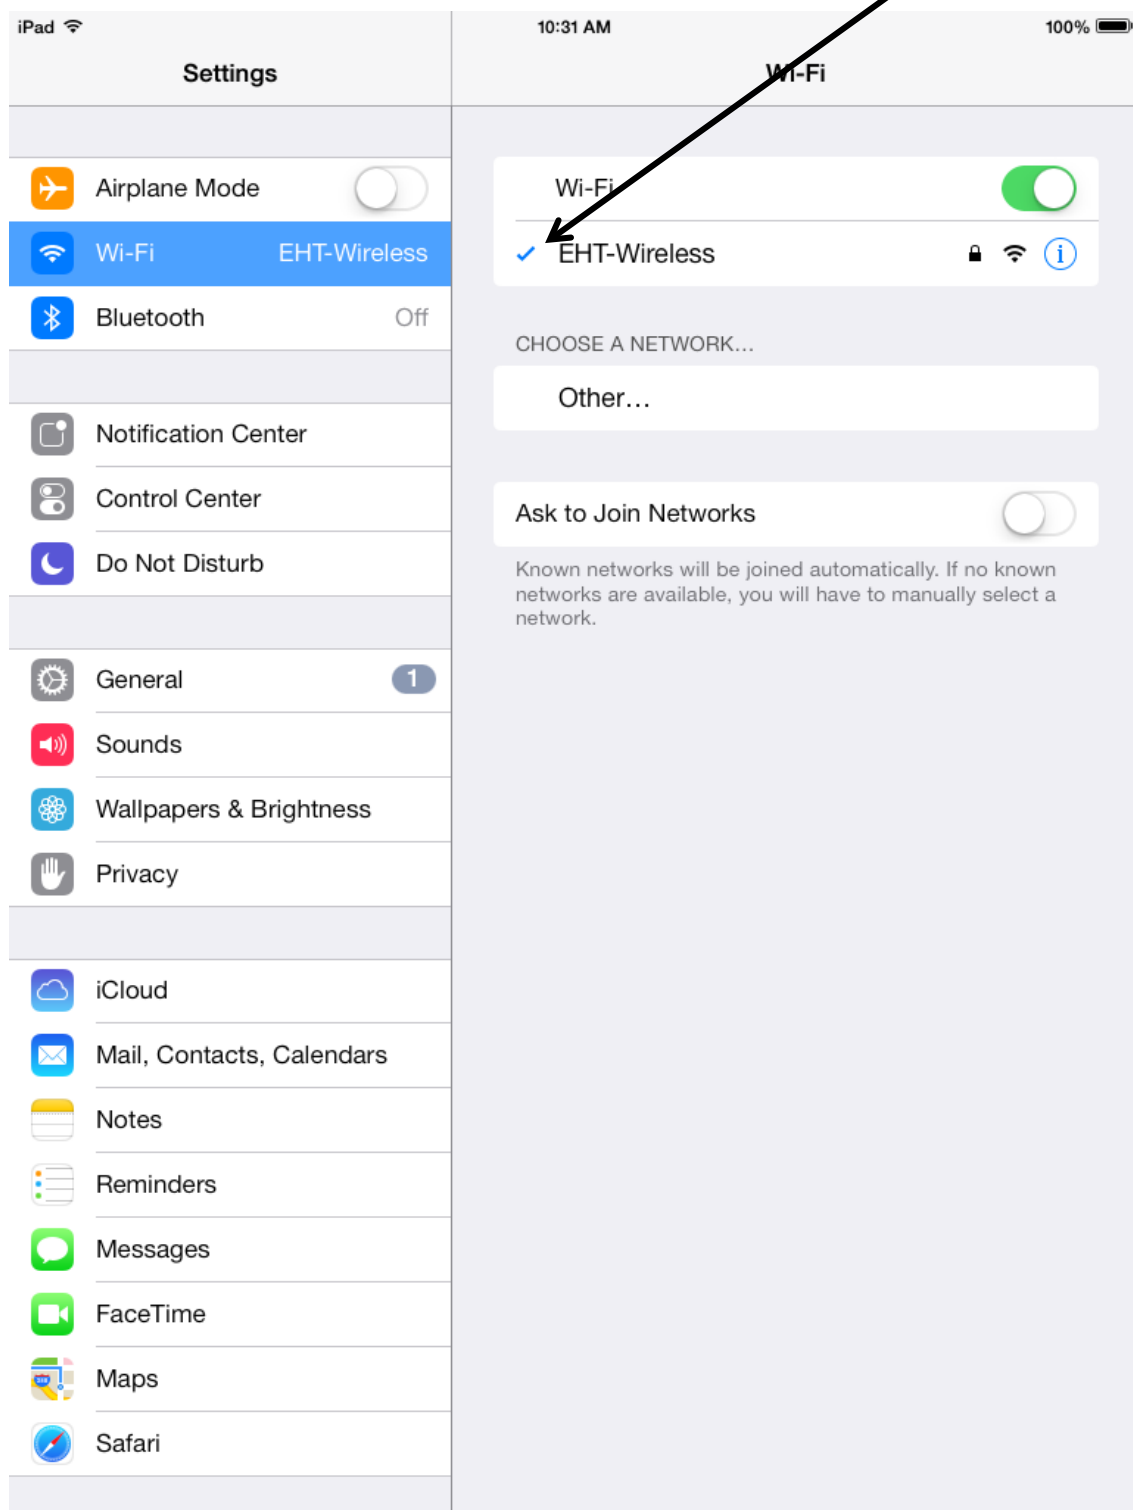 iPad 10:31 AM 100%
Settings
Wi-Fi
Airplane Mode
Wi-Fi EHT-Wireless
Bluetooth Off
Notification Center
Control Center
Do Not Disturb
General 1
Sounds
Wallpapers & Brightness
Privacy
iCloud
Mail, Contacts, Calendars
Notes
Reminders
Messages
FaceTime
Maps
Safari
Wi-Fi
EHT-Wireless
CHOOSE A NETWORK...
Other...
Ask to Join Networks
Known networks will be joined automatically. If no known
networks are available, you will have to manually select a
network.